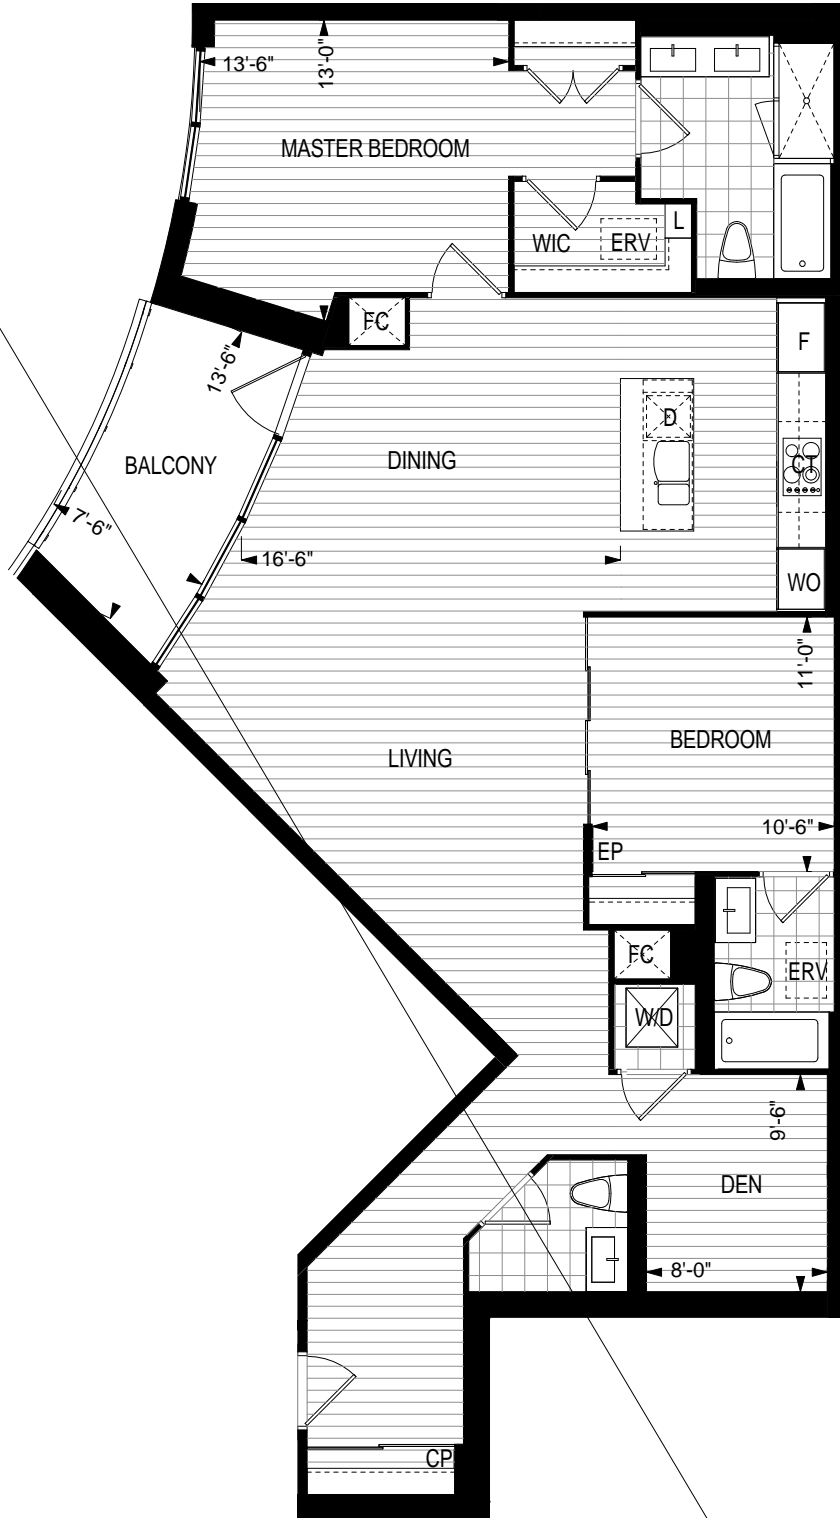 13'-6"
13'-0"
MASTER BEDROOM
L
WIC
ERV
FC
F
13'-6"
D
DINING
CT
BALCONY
7'-6"
16'-6"
WO
11'-0"
BEDROOM
LIVING
10'-6"
EP
FC
ERV
W/D
9'-6"
DEN
8'-0"
CP